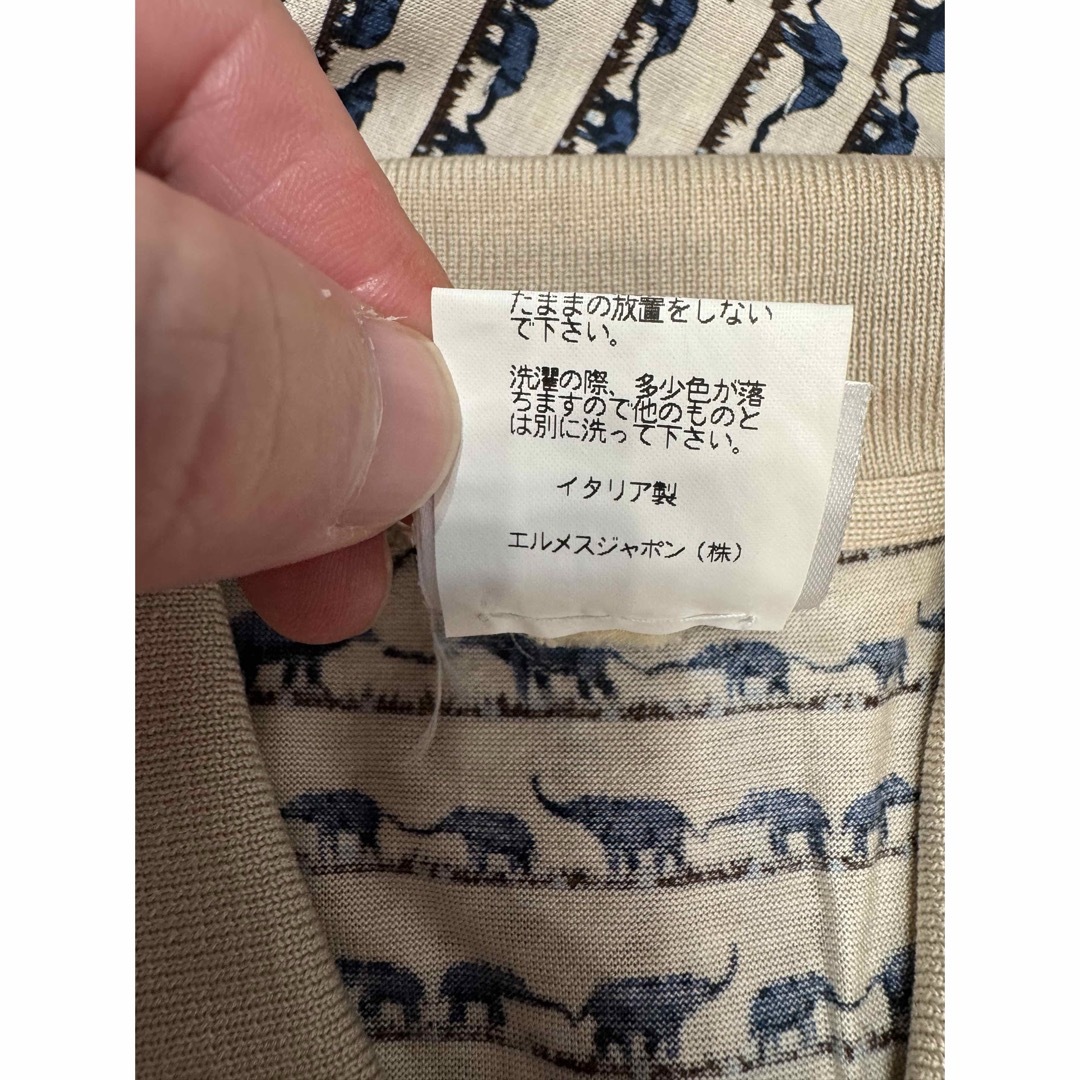 たままの放置をしない
で下さい。
洗濯の際、多少色が落
ちますので他のものと
は別に洗って下さい。
イタリア製
エルメスジャポン（株）